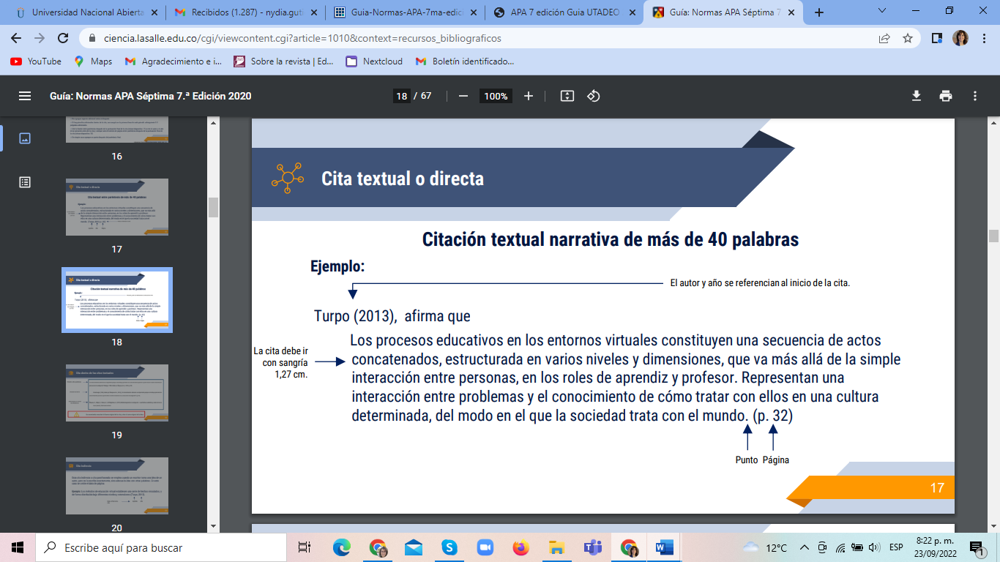 Universidad Nacional Abierta
Recibidos (1.287) - nydia.guti
Guia-Normas-APA-7ma-edici
APA 7 edición Guia UTADEO
Guía: Normas APA Séptima 7
ciencia.lasalle.edu.co/cgi/viewcontent.cgi?article=1010&context=recursos_bibliograficos
YouTube
Maps
Agradecimiento e i...
Sobre la revista | Ed...
Nextcloud
Boletín identificado...
Guía: Normas APA Séptima 7.ª Edición 2020
18 / 67
100%
16
17
18
19
20
Cita textual o directa
Citación textual narrativa de más de 40 palabras
Ejemplo:
El autor y año se referencian al inicio de la cita.
Turpo (2013), afirma que
La cita debe ir
con sangría
1,27 cm.
Los procesos educativos en los entornos virtuales constituyen una secuencia de actos
concatenados, estructurada en varios niveles y dimensiones, que va más allá de la simple
interacción entre personas, en los roles de aprendiz y profesor. Representan una
interacción entre problemas y el conocimiento de cómo tratar con ellos en una cultura
determinada, del modo en el que la sociedad trata con el mundo. (p. 32)
Punto Página
17
Escribe aquí para buscar
12°C
ESP
8:22 p. m.
23/09/2022
1